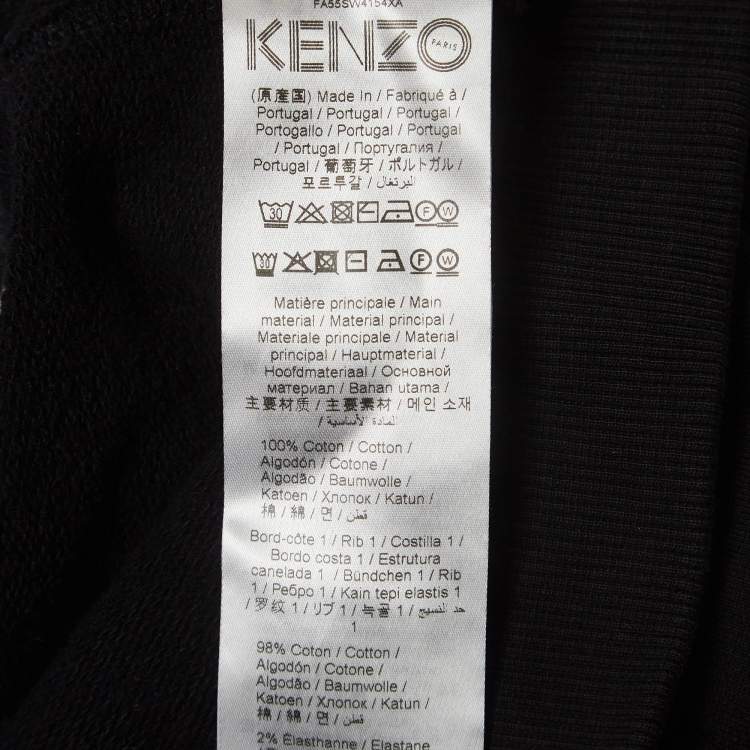 FA55SW4154XA
KENZO PARIS
(原産国) Made In / Fabriqué à /
Portugal / Portugal / Portugal /
Portogallo / Portugal / Portugal
/ Portugal / Португалия /
Portugal / 葡萄牙 / ポルトガル /
포르투갈 / البرتغال /
30 F W
30 F W
Matière principale / Main
material / Material principal /
Materiale principale / Material
principal / Hauptmaterial /
Hoofdmateriaal / Основной
материал / Bahan utama /
主要材质 / 主要素材 / 메인 소재
/ المادة الأساسية /
100% Coton / Cotton /
Algodón / Cotone /
Algodão / Baumwolle /
Katoen / Хлопок / Katun /
棉 / 綿 / 면 / قطن /
Bord-côte 1 / Rib 1 / Costilla 1 /
Bordo costa 1 / Estrutura
canelada 1 / Bündchen 1 / Rib
1 / Ребро 1 / Kain tepi elastis 1
/ 罗纹 1 / リブ 1 / 늑골 1 / حد النسيج
1
98% Coton / Cotton /
Algodón / Cotone /
Algodão / Baumwolle /
Katoen / Хлопок / Katun /
棉 / 綿 / 면 / قطن /
2% Elasthanne / Elastane